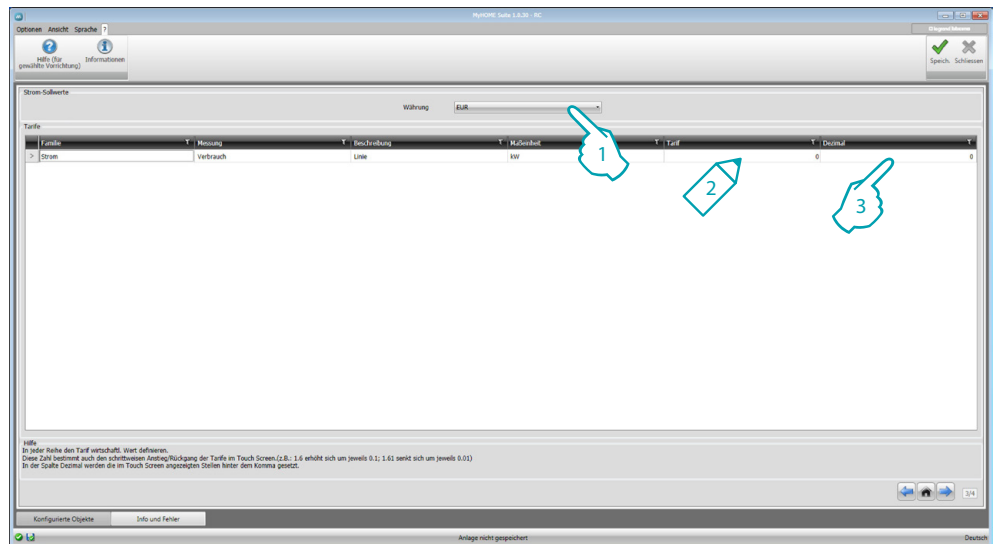 MyHOME Suite 1.0.20 - RC
Optionen Ansicht Sprache ?
Hilfe (für gewählte Vorrichtung)
Informationen
Speich. Schliessen
Strom-Sollwerte
Währung EUR
Tarife
Familie Messung Beschreibung Maßeinheit Tarif Dezimal
> Strom Verbrauch Linie kW 0 0
1
2
3
Hilfe
In jeder Reihe den Tarif wirtschaftl. Wert definieren.
Diese Zahl bestimmt auch den schrittweisen Anstieg/Rückgang der Tarife im Touch Screen.(z.B.: 1.6 erhöht sich um jeweils 0.1; 1.61 senkt sich um jeweils 0.01)
In der Spalte Dezimal werden die im Touch Screen angezeigten Stellen hinter dem Komma gesetzt.
3/4
Konfigurierte Objekte Info und Fehler
Anlage nicht gespeichert Deutsch